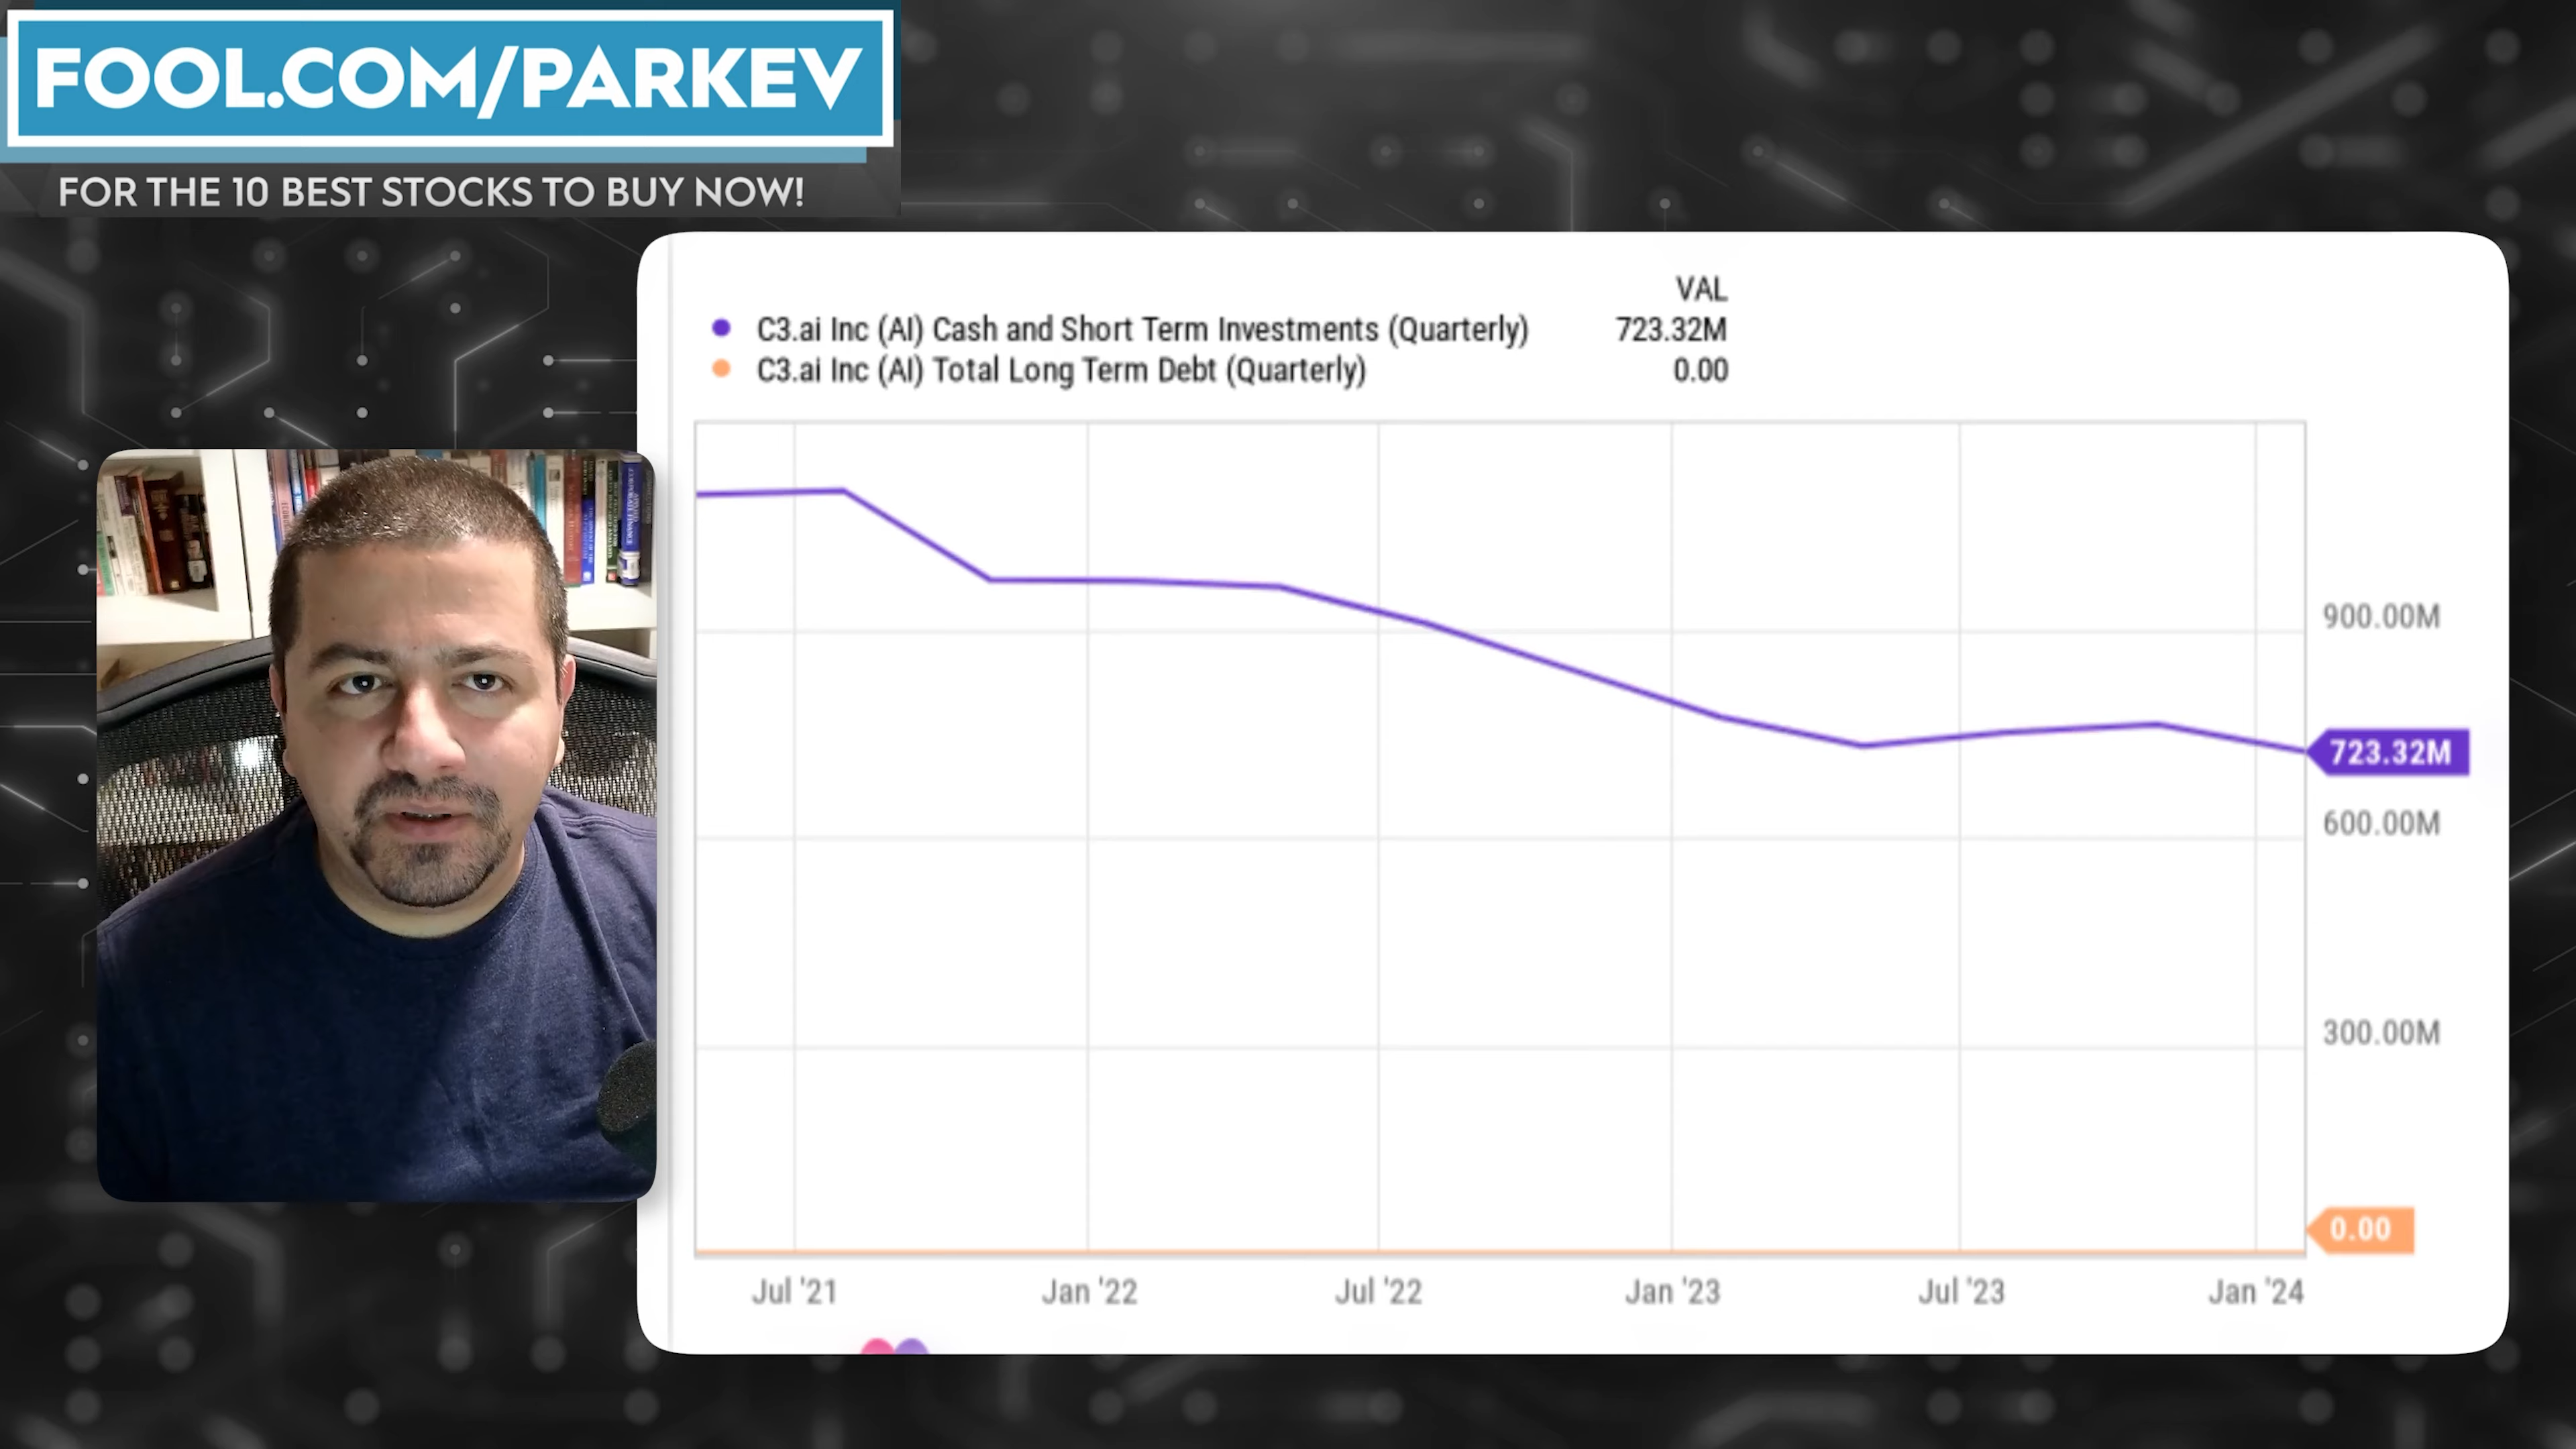 FOOL.COM/PARKEV
FOR THE 10 BEST STOCKS TO BUY NOW!
VAL
C3.ai Inc (AI) Cash and Short Term Investments (Quarterly) 723.32M
C3.ai Inc (AI) Total Long Term Debt (Quarterly) 0.00
900.00M
723.32M
600.00M
300.00M
0.00
Jul '21 Jan '22 Jul '22 Jan '23 Jul '23 Jan '24